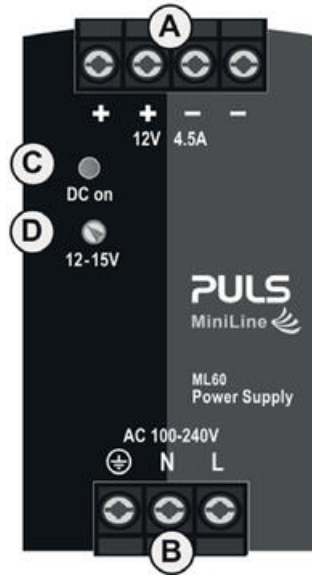 A
+ + − −
12V 4.5A
C
DC on
D
12-15V
PULS
MiniLine
ML60
Power Supply
AC 100-240V
N L
B